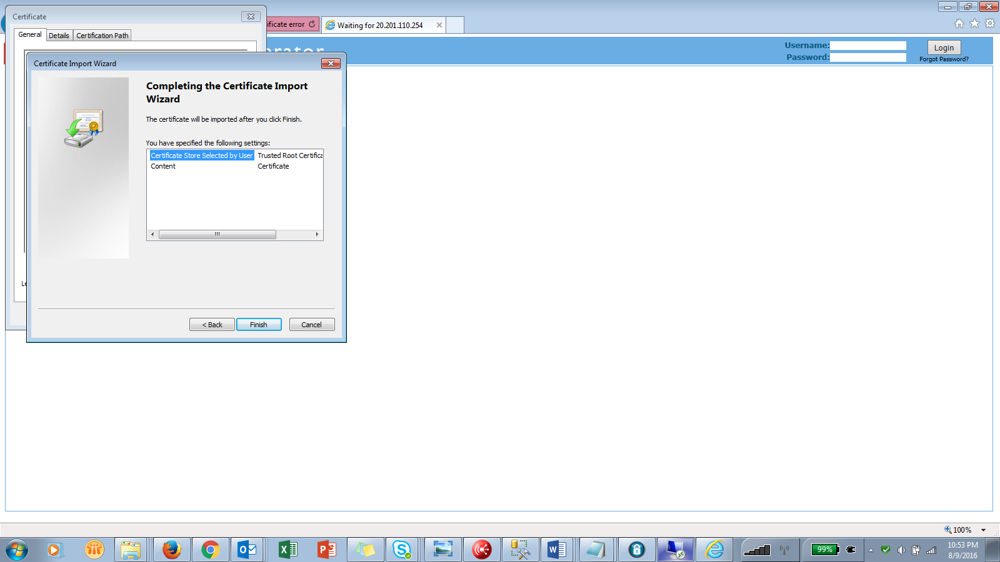 Certificate
General
Details
Certification Path
ificate error
Waiting for 20.201.110.254
erator
Username:
Password:
Login
Forgot Password?
Certificate Import Wizard
Completing the Certificate Import
Wizard
The certificate will be imported after you click Finish.
You have specified the following settings:
Certificate Store Selected by User Trusted Root Certifica
Content Certificate
Le
< Back
Finish
Cancel
100%
99%
10:53 PM
8/9/2016